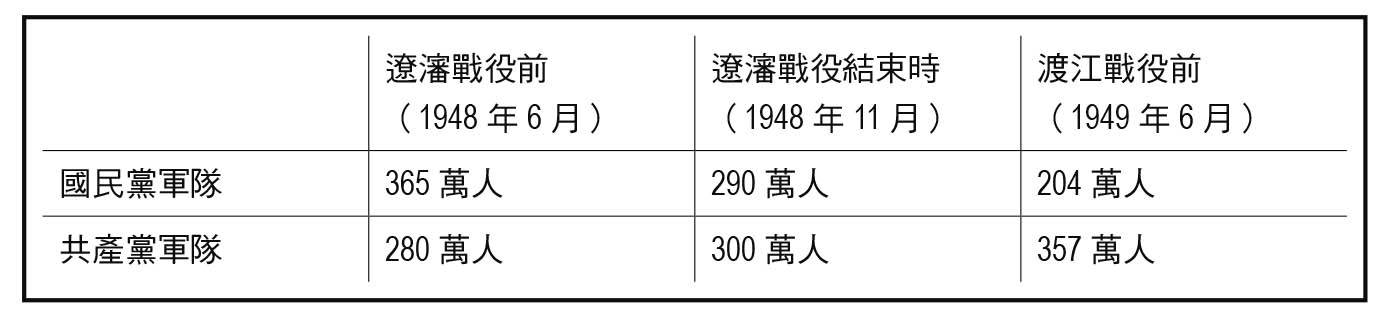 遼瀋戰役前 遼瀋戰役結束時 渡江戰役前
（1948 年 6 月） （1948 年 11 月） （1949 年 6 月）
國民黨軍隊 365 萬人 290 萬人 204 萬人
共產黨軍隊 280 萬人 300 萬人 357 萬人